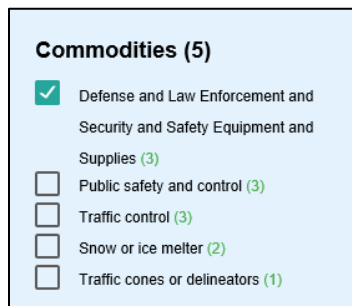 Commodities (5)
Defense and Law Enforcement and
Security and Safety Equipment and
Supplies (3)
Public safety and control (3)
Traffic control (3)
Snow or ice melter (2)
Traffic cones or delineators (1)